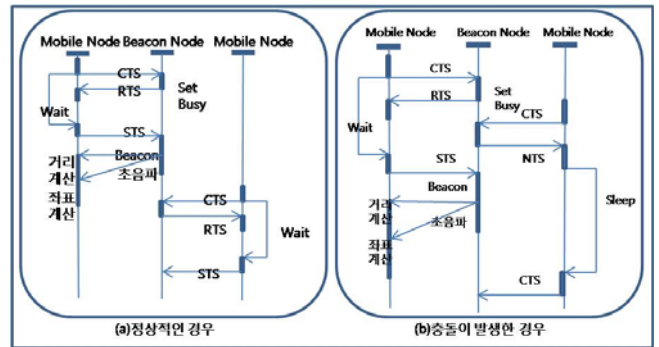 Mobile Node Beacon Node Mobile Node
CTS
RTS
Set
Busy
Wait
STS
Beacon
초음파
거리
계산
좌표
계산
CTS
RTS
Wait
STS
(a)정상적인 경우
Mobile Node Beacon Node Mobile Node
CTS
RTS
Set
Busy
CTS
Wait
STS
NTS
Beacon
거리
계산
초음파
Sleep
좌표
계산
CTS
(b)충돌이 발생한 경우